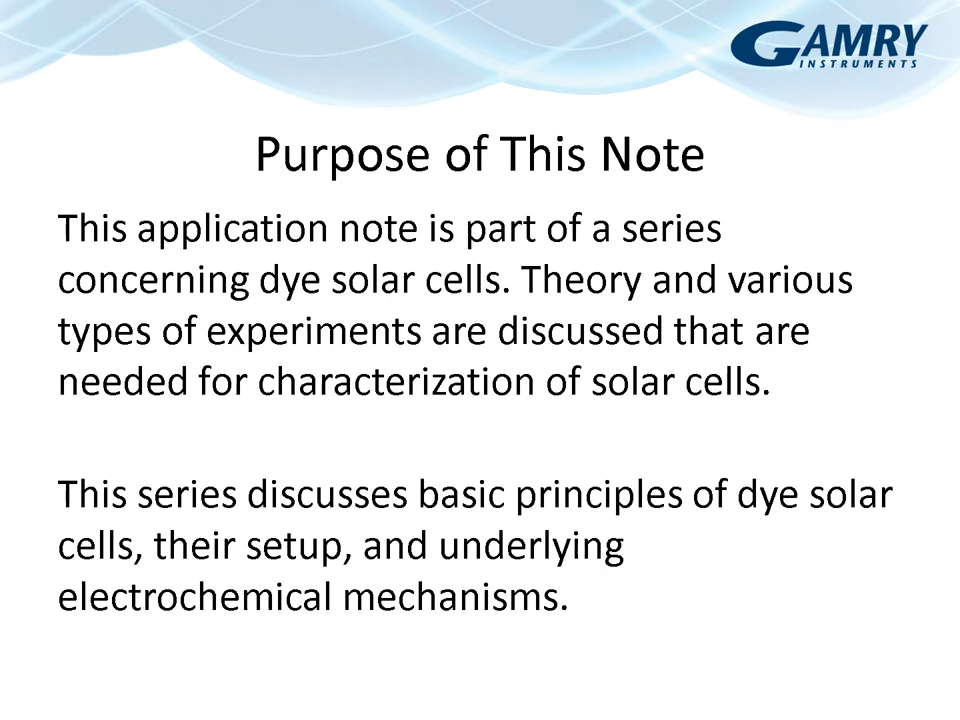 GAMRY
INSTRUMENTS
Purpose of This Note
This application note is part of a series
concerning dye solar cells. Theory and various
types of experiments are discussed that are
needed for characterization of solar cells.
This series discusses basic principles of dye solar
cells, their setup, and underlying
electrochemical mechanisms.